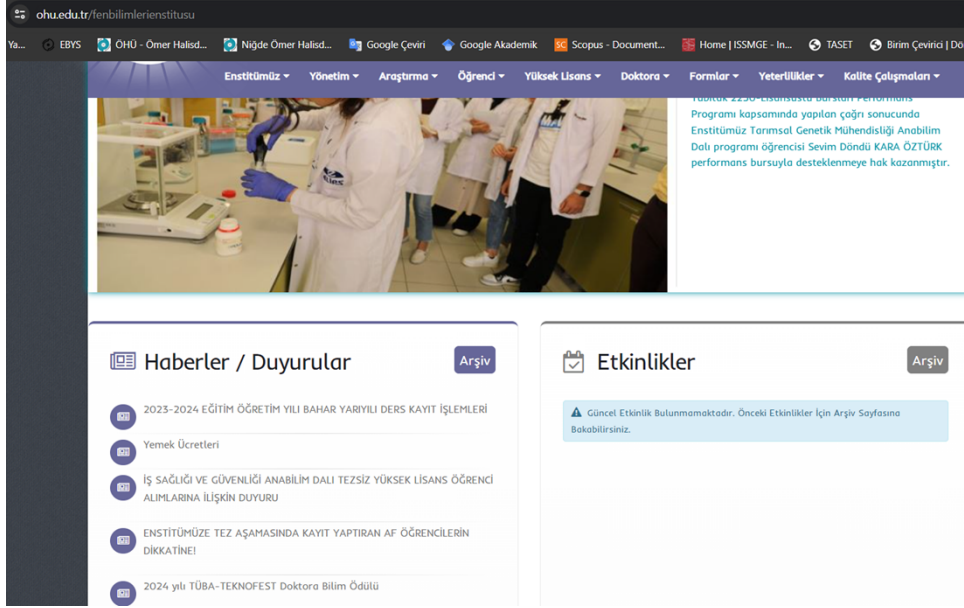 ohu.edu.tr/fenbilimlerienstitusu
Ya... EBYS ÖHÜ - Ömer Halisd... Niğde Ömer Halisd... Google Çeviri Google Akademik Scopus - Document... Home | ISSMGE - In... TASET Birim Çevirici | Dö
Enstitümüz Yönetim Araştırma Öğrenci Yüksek Lisans Doktora Formlar Yeterlilikler Kalite Çalışmaları
Programı kapsamında yapılan çağrı sonucunda
Enstitümüz Tarımsal Genetik Mühendisliği Anabilim
Dalı programı öğrencisi Sevim Döndü KARA ÖZTÜRK
performans bursuyla desteklenmeye hak kazanmıştır.
Haberler / Duyurular Arşiv
2023-2024 EĞİTİM ÖĞRETİM YILI BAHAR YARIYILI DERS KAYIT İŞLEMLERİ
Yemek Ücretleri
İŞ SAĞLIĞI VE GÜVENLİĞİ ANABİLİM DALI TEZSİZ YÜKSEK LİSANS ÖĞRENCİ
ALIMLARINA İLİŞKİN DUYURU
ENSTİTÜMÜZE TEZ AŞAMASINDA KAYIT YAPTIRAN AF ÖĞRENCİLERİN
DİKKATİNE!
2024 yılı TÜBA-TEKNOFEST Doktora Bilim Ödülü
Etkinlikler Arşiv
Güncel Etkinlik Bulunmamaktadır. Önceki Etkinlikler İçin Arşiv Sayfasına
Bakabilirsiniz.